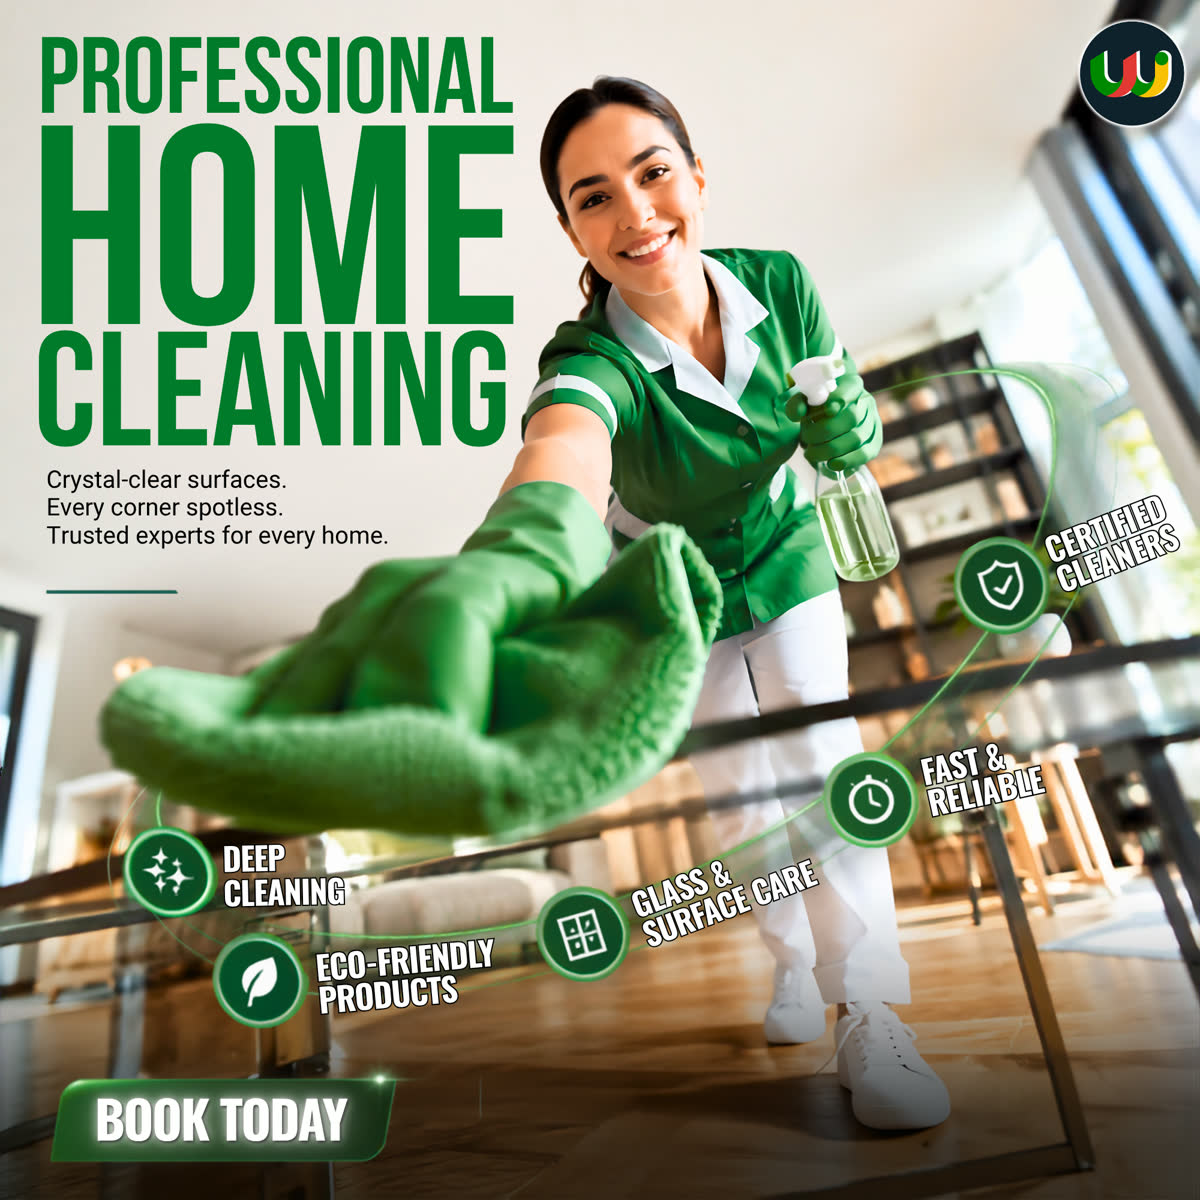 PROFESSIONAL
HOME
CLEANING
Crystal-clear surfaces.
Every corner spotless.
Trusted experts for every home.
CERTIFIED
CLEANERS
FAST &
RELIABLE
GLASS &
SURFACE CARE
DEEP
CLEANING
ECO-FRIENDLY
PRODUCTS
BOOK TODAY